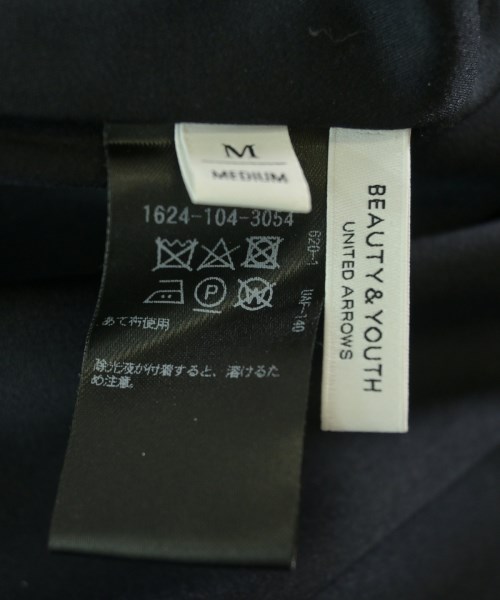 M
MEDIUM
1624-104-3054
620-1
UAF-140
P
W
あて布使用
除光液が付着すると、溶けるた
め注意。
BEAUTY & YOUTH
UNITED ARROWS